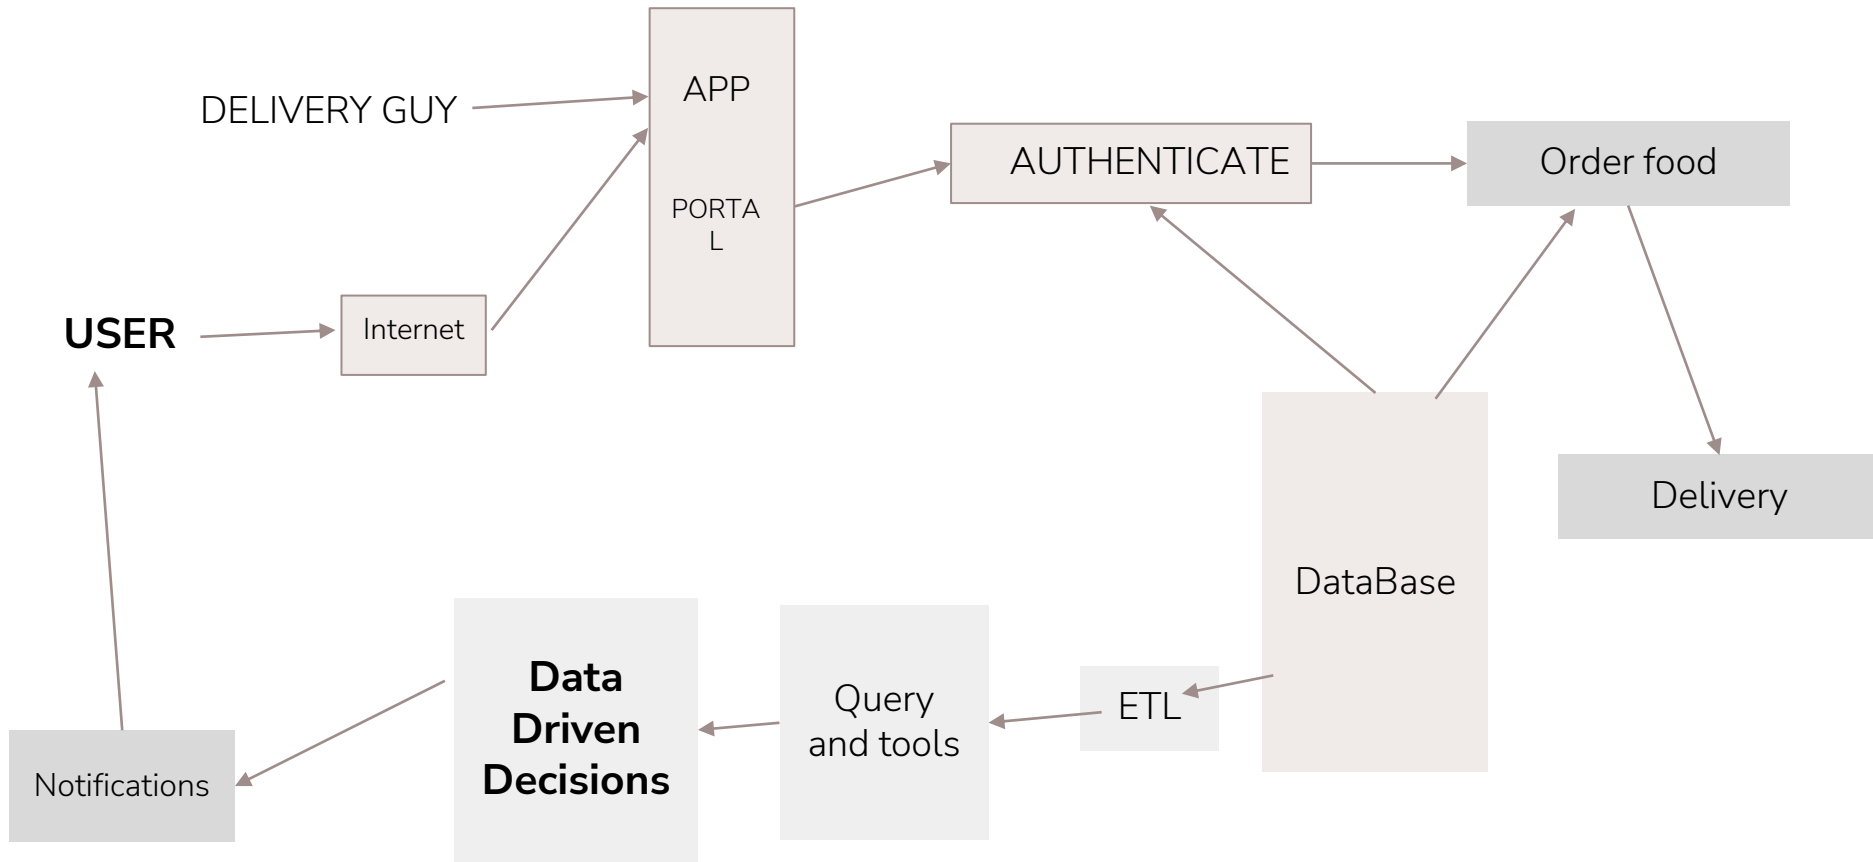 APP
DELIVERY GUY
AUTHENTICATE
Order food
PORTA
L
USER
Internet
Delivery
DataBase
Data
Driven
Decisions
Query
and tools
ETL
Notifications